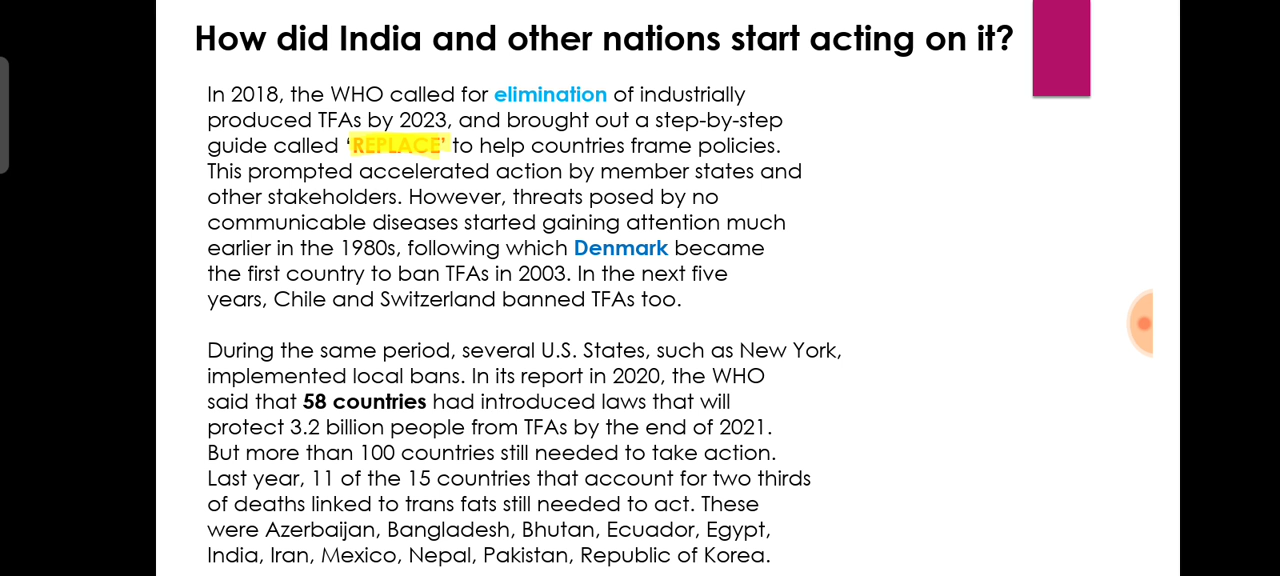 How did India and other nations start acting on it?
In 2018, the WHO called for elimination of industrially
produced TFAs by 2023, and brought out a step-by-step
guide called ‘REPLACE’ to help countries frame policies.
This prompted accelerated action by member states and
other stakeholders. However, threats posed by no
communicable diseases started gaining attention much
earlier in the 1980s, following which Denmark became
the first country to ban TFAs in 2003. In the next five
years, Chile and Switzerland banned TFAs too.
During the same period, several U.S. States, such as New York,
implemented local bans. In its report in 2020, the WHO
said that 58 countries had introduced laws that will
protect 3.2 billion people from TFAs by the end of 2021.
But more than 100 countries still needed to take action.
Last year, 11 of the 15 countries that account for two thirds
of deaths linked to trans fats still needed to act. These
were Azerbaijan, Bangladesh, Bhutan, Ecuador, Egypt,
India, Iran, Mexico, Nepal, Pakistan, Republic of Korea.